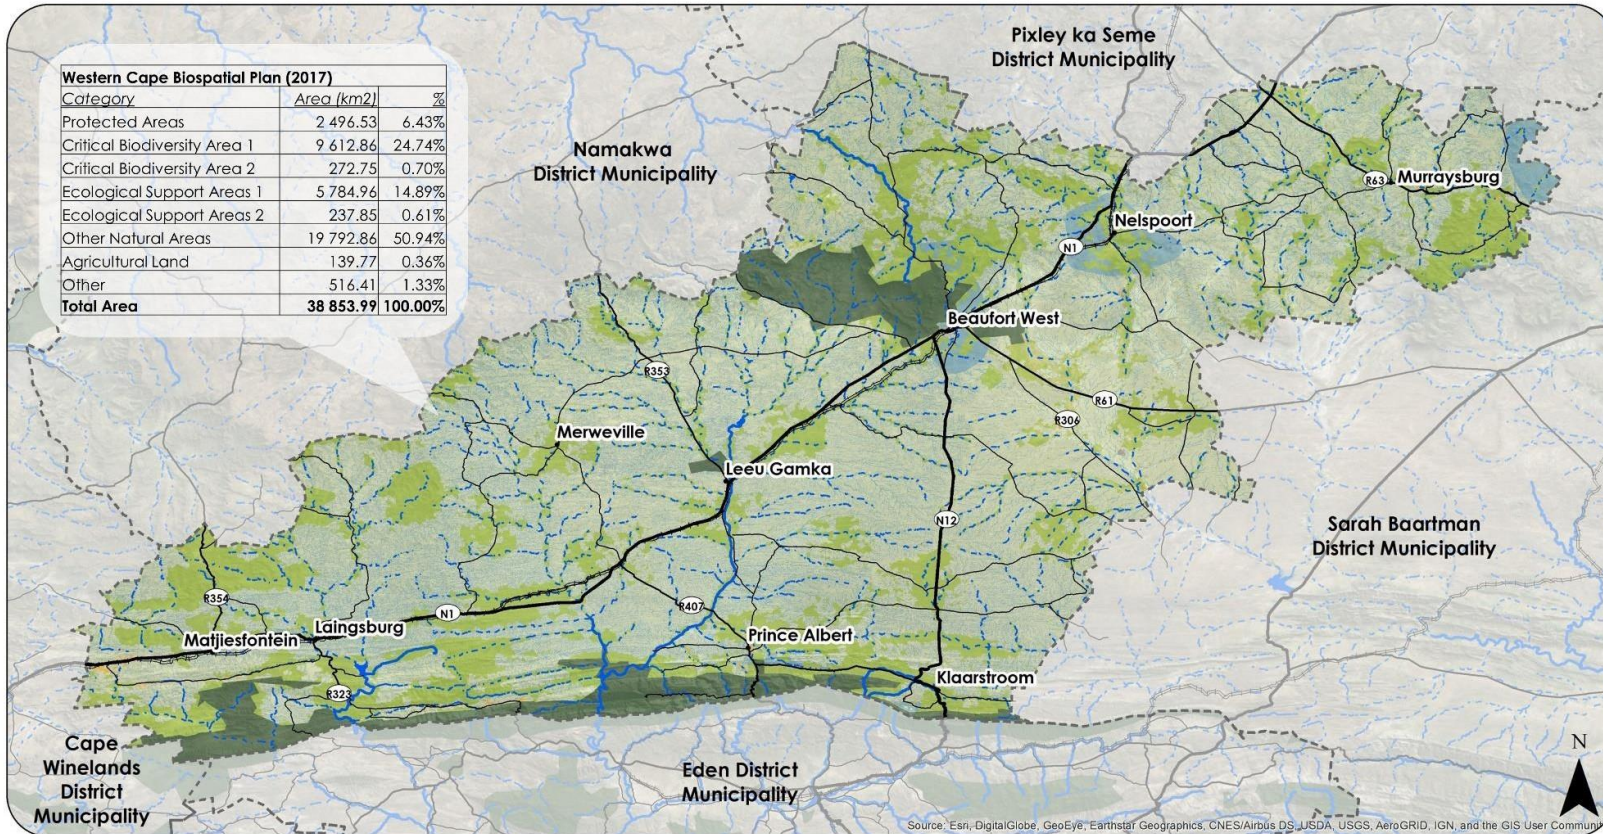 Pixley ka Seme
District Municipality
Western Cape Biospatial Plan (2017)
Category Area (km2) %
Protected Areas 2 496.53 6.43%
Critical Biodiversity Area 1 9 612.86 24.74%
Critical Biodiversity Area 2 272.75 0.70%
Ecological Support Areas 1 5 784.96 14.89%
Ecological Support Areas 2 237.85 0.61%
Other Natural Areas 19 792.86 50.94%
Agricultural Land 139.77 0.36%
Other 516.41 1.33%
Total Area 38 853.99 100.00%
Namakwa
District Municipality
R63
Murraysburg
Nelspoort
N1
Beaufort West
R353
R61
R306
Merweville
Leeu Gamka
N12
Sarah Baartman
District Municipality
R354
N1
R407
Laingsburg
Matjiesfontein
Prince Albert
Klaarstroom
R323
Cape
Winelands
District
Municipality
Eden District
Municipality
N
Source: Esri, DigitalGlobe, GeoEye, Earthstar Geographics, CNES/Airbus DS, USDA, USGS, AeroGRID, IGN, and the GIS User Commun